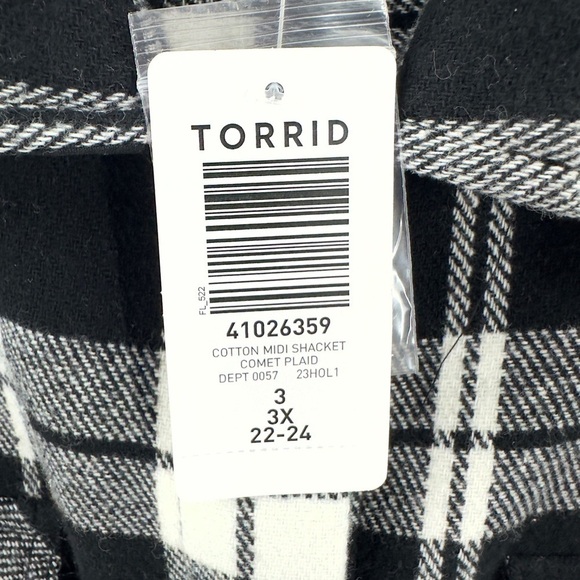 TORRID
FL_522
41026359
COTTON MIDI SHACKET
COMET PLAID
DEPT 0057 23HOL1
3
3X
22-24